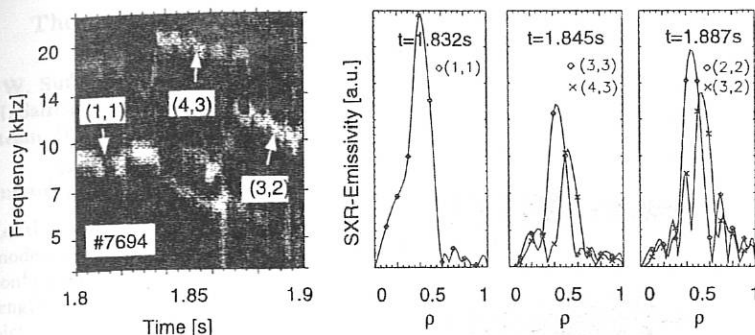 Frequency [kHz]
20
14
10
7
5
(1,1)
(4,3)
(3,2)
#7694
1.8
1.85
1.9
Time [s]
SXR-Emissivity [a.u.]
t=1.832s
(1,1)
0
0.5
1
ρ
t=1.845s
(3,3)
(4,3)
0
0.5
1
ρ
t=1.887s
(2,2)
(3,2)
0
0.5
1
ρ